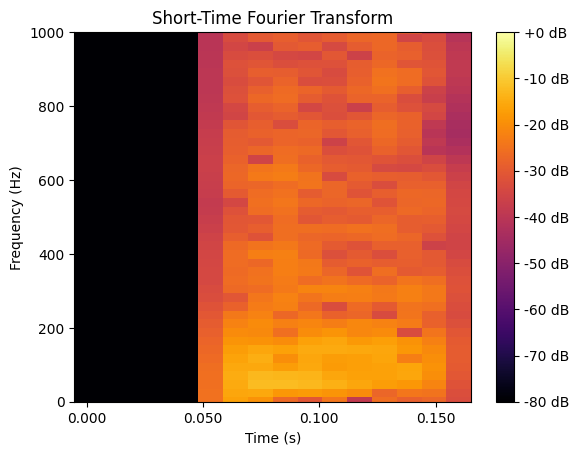 Short-Time Fourier Transform
1000
800
600
400
200
0
Frequency (Hz)
0.000
0.050
0.100
0.150
Time (s)
+0 dB
-10 dB
-20 dB
-30 dB
-40 dB
-50 dB
-60 dB
-70 dB
-80 dB